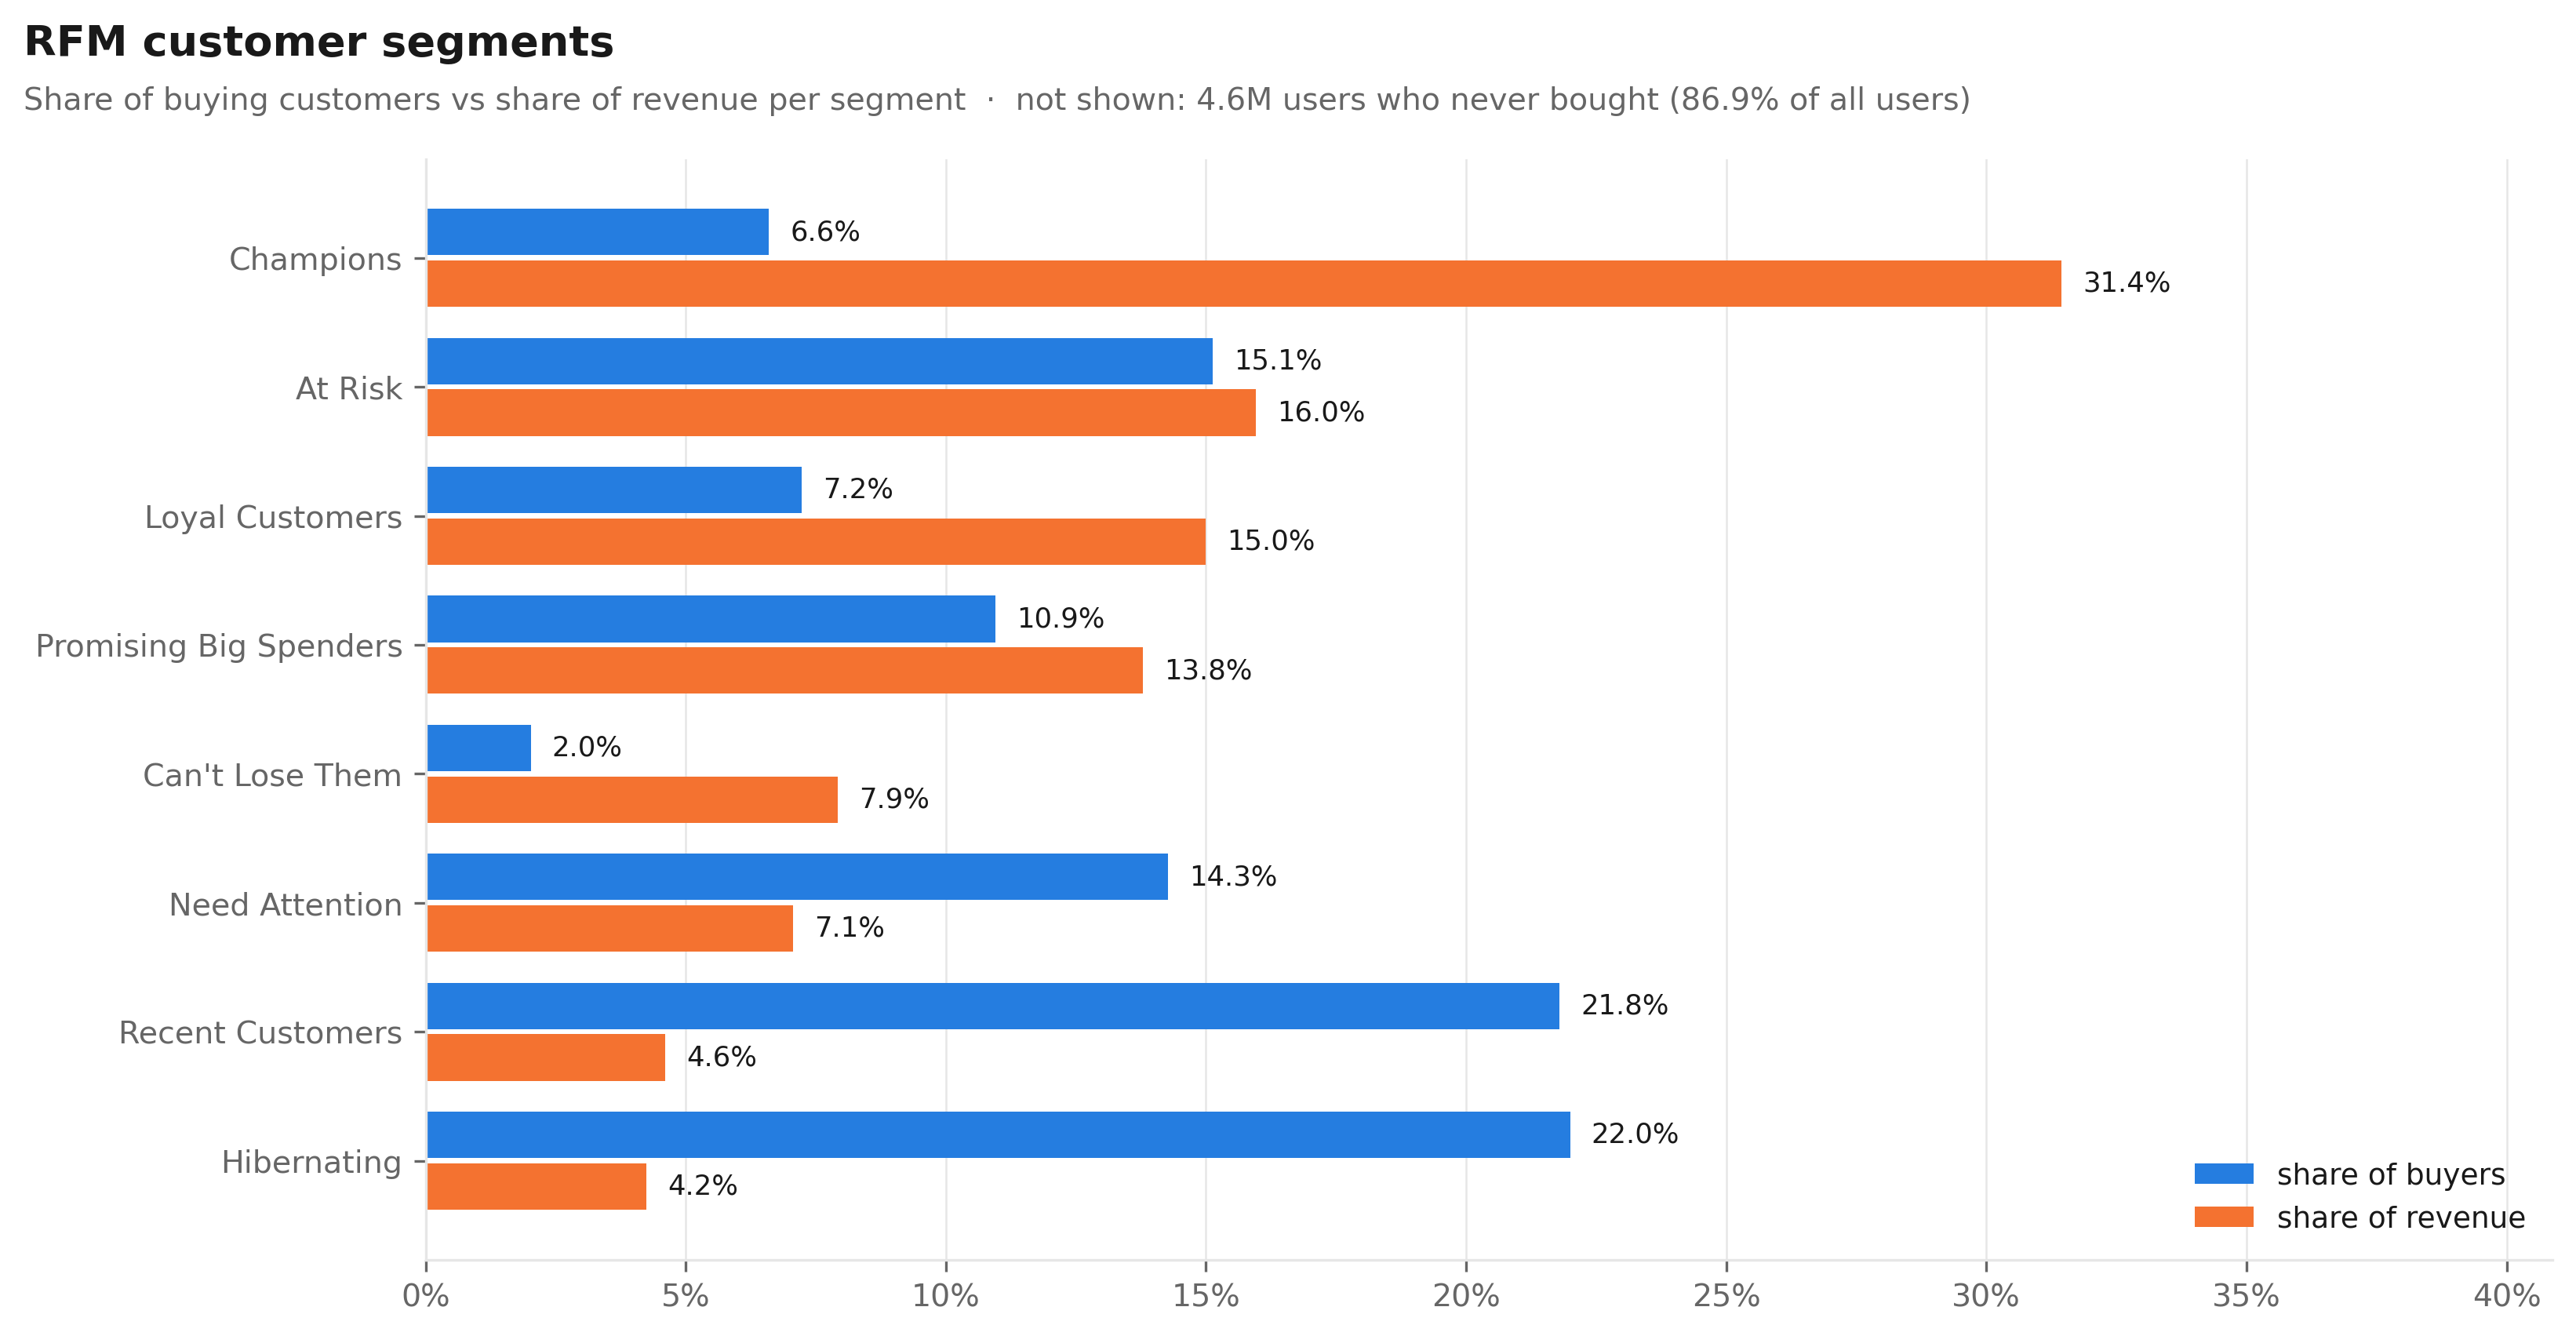 RFM customer segments
Share of buying customers vs share of revenue per segment · not shown: 4.6M users who never bought (86.9% of all users)
Champions
6.6%
31.4%
At Risk
15.1%
16.0%
Loyal Customers
7.2%
15.0%
Promising Big Spenders
10.9%
13.8%
Can't Lose Them
2.0%
7.9%
Need Attention
14.3%
7.1%
Recent Customers
21.8%
4.6%
Hibernating
22.0%
4.2%
share of buyers
share of revenue
0% 5% 10% 15% 20% 25% 30% 35% 40%